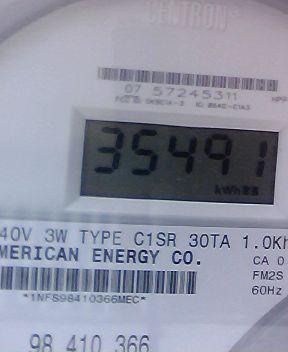 CENTRON®
07 57245311
35491
kWh
40V 3W TYPE C1SR 30TA 1.0Kh
MERICAN ENERGY CO.
CA 0
FM2S
60Hz
*1NFS98410366MEC*
98 410 366